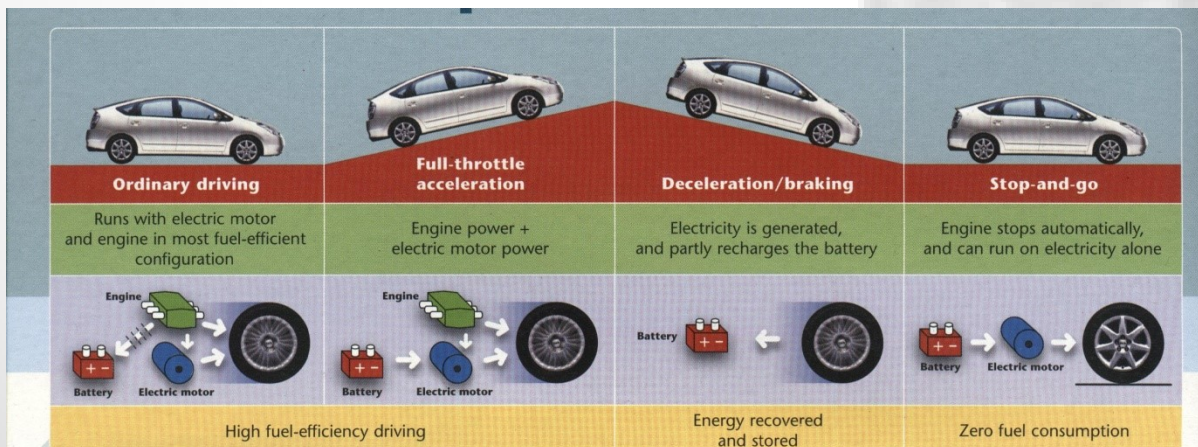 Ordinary driving
Full-throttle
acceleration
Deceleration/braking
Stop-and-go
Runs with electric motor
and engine in most fuel-efficient
configuration
Engine power +
electric motor power
Electricity is generated,
and partly recharges the battery
Engine stops automatically,
and can run on electricity alone
Engine
Battery
Electric motor
Engine
Battery
Electric motor
Battery
+ -
Battery
Electric motor
High fuel-efficiency driving
Energy recovered
and stored
Zero fuel consumption